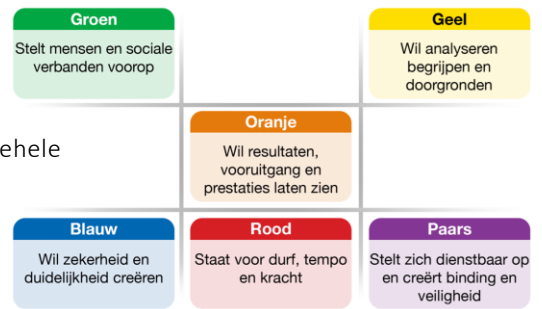 Groen
Stelt mensen en sociale
verbanden voorop
Geel
Wil analyseren
begrijpen en
doorgronden
ehele
Oranje
Wil resultaten,
vooruitgang en
prestaties laten zien
Blauw
Wil zekerheid en
duidelijkheid creëren
Rood
Staat voor durf, tempo
en kracht
Paars
Stelt zich dienstbaar op
en creërt binding en
veiligheid